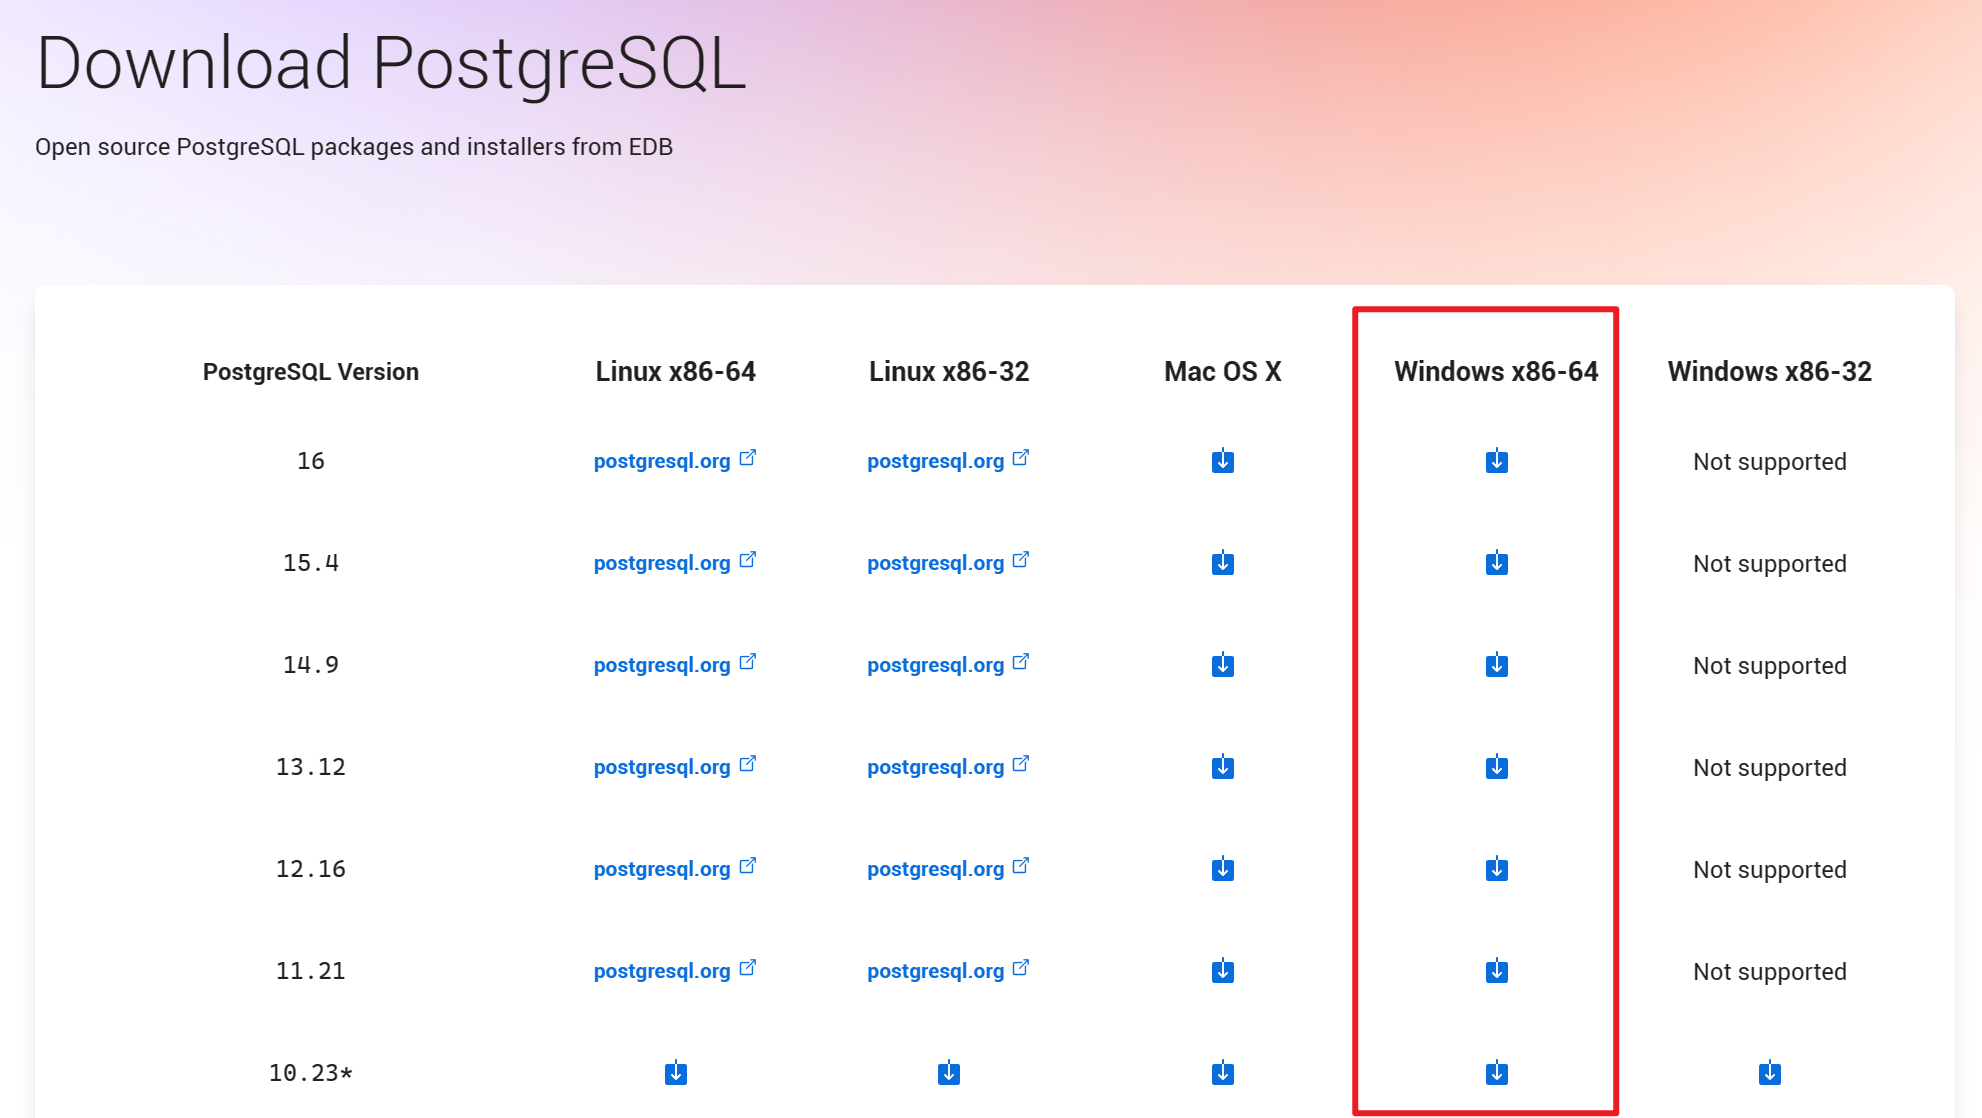 Download PostgreSQL
Open source PostgreSQL packages and installers from EDB
PostgreSQL Version Linux x86-64 Linux x86-32 Mac OS X Windows x86-64 Windows x86-32
16 postgresql.org postgresql.org Not supported
15.4 postgresql.org postgresql.org Not supported
14.9 postgresql.org postgresql.org Not supported
13.12 postgresql.org postgresql.org Not supported
12.16 postgresql.org postgresql.org Not supported
11.21 postgresql.org postgresql.org Not supported
10.23*